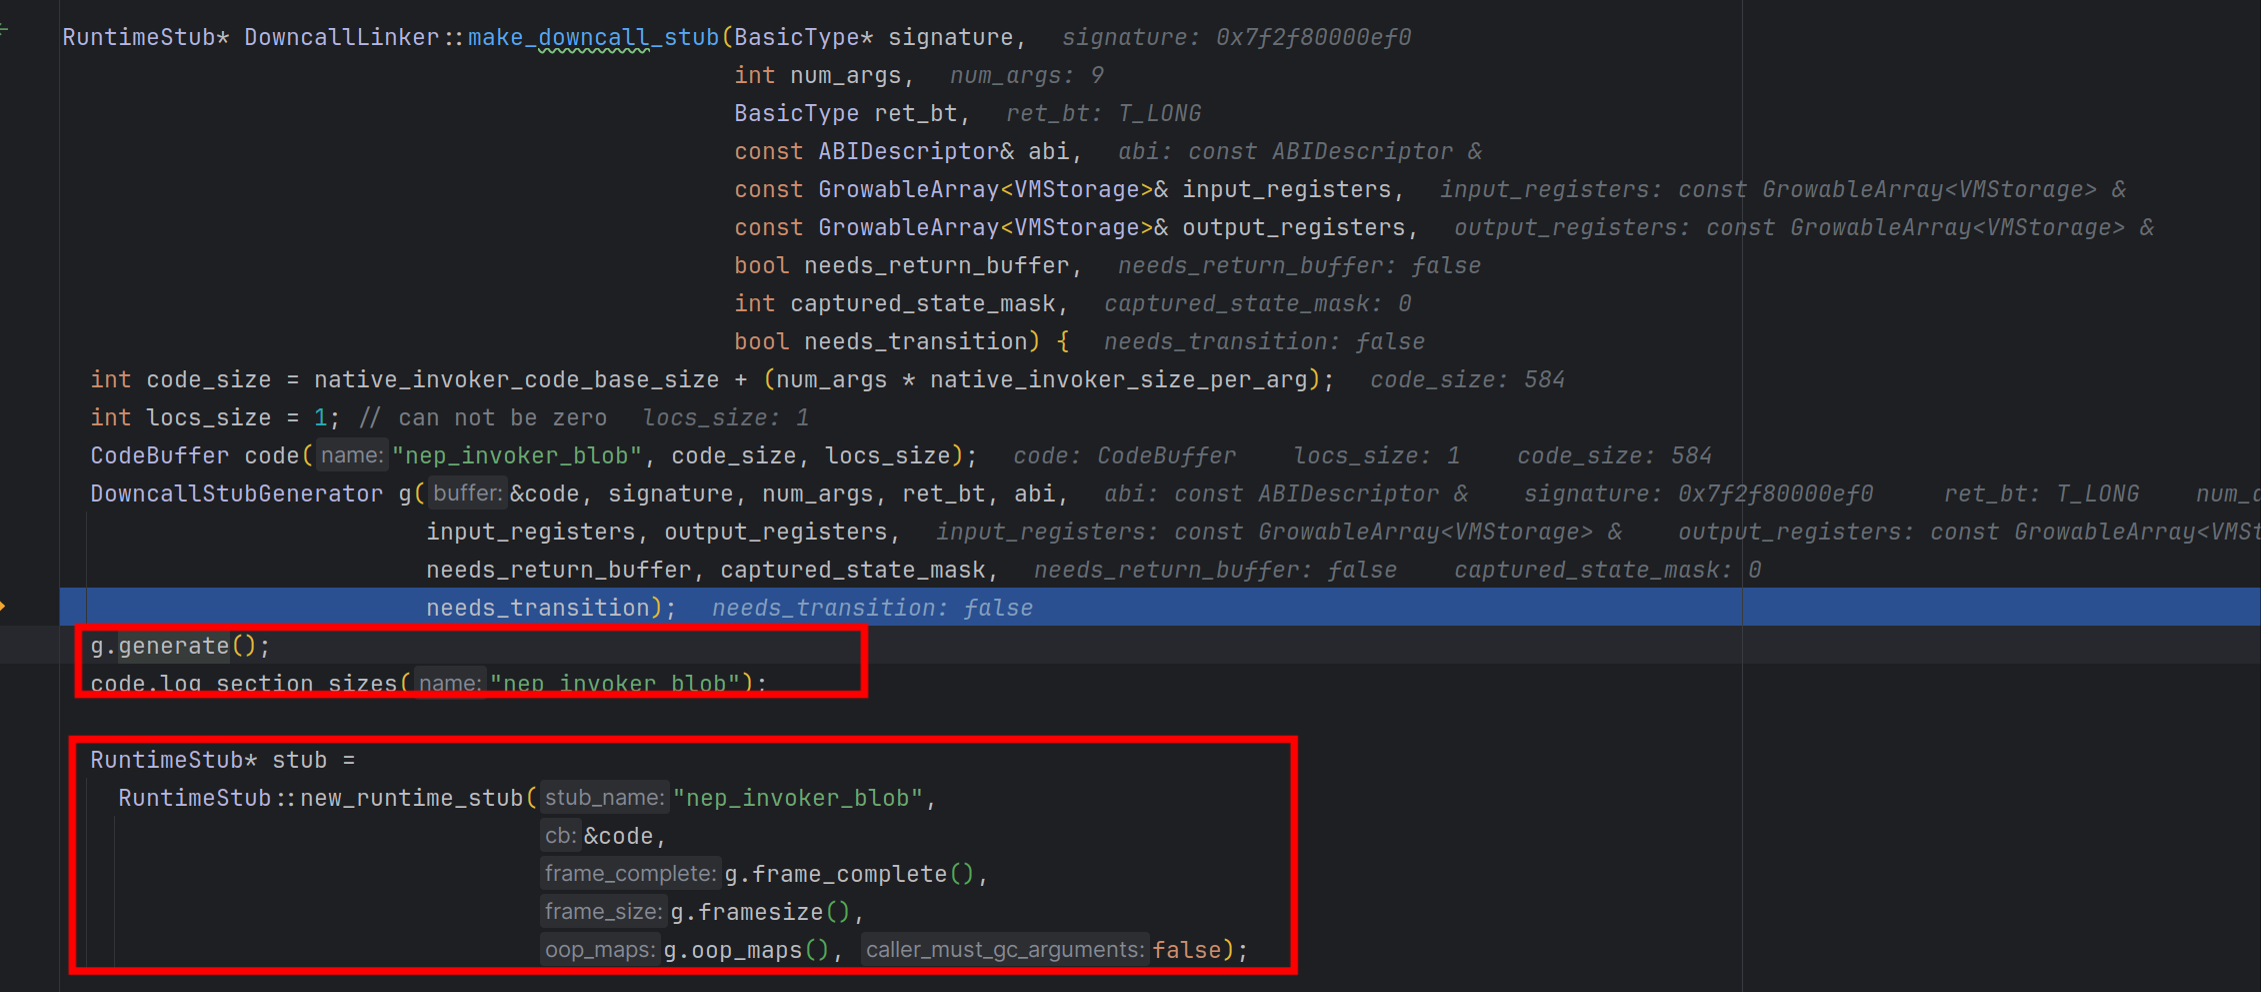 RuntimeStub* DowncallLinker::make_downcall_stub(BasicType* signature,   signature: 0x7f2f80000ef0
int num_args,   num_args: 9
BasicType ret_bt,   ret_bt: T_LONG
const ABIDescriptor& abi,   abi: const ABIDescriptor &
const GrowableArray<VMStorage>& input_registers,   input_registers: const GrowableArray<VMStorage> &
const GrowableArray<VMStorage>& output_registers,   output_registers: const GrowableArray<VMStorage> &
bool needs_return_buffer,   needs_return_buffer: false
int captured_state_mask,   captured_state_mask: 0
bool needs_transition) {   needs_transition: false
int code_size = native_invoker_code_base_size + (num_args * native_invoker_size_per_arg);   code_size: 584
int locs_size = 1; // can not be zero   locs_size: 1
CodeBuffer code( name: "nep_invoker_blob", code_size, locs_size);   code: CodeBuffer    locs_size: 1    code_size: 584
DowncallStubGenerator g( buffer: &code, signature, num_args, ret_bt, abi,   abi: const ABIDescriptor &    signature: 0x7f2f80000ef0    ret_bt: T_LONG
input_registers, output_registers,   input_registers: const GrowableArray<VMStorage> &    output_registers: const
needs_return_buffer, captured_state_mask,   needs_return_buffer: false    captured_state_mask: 0
needs_transition);   needs_transition: false
g.generate();
code.log_section_sizes( name: "nep_invoker_blob");
RuntimeStub* stub =
RuntimeStub::new_runtime_stub( stub_name: "nep_invoker_blob",
cb: &code,
frame_complete: g.frame_complete(),
frame_size: g.framesize(),
oop_maps: g.oop_maps(), caller_must_gc_arguments: false);